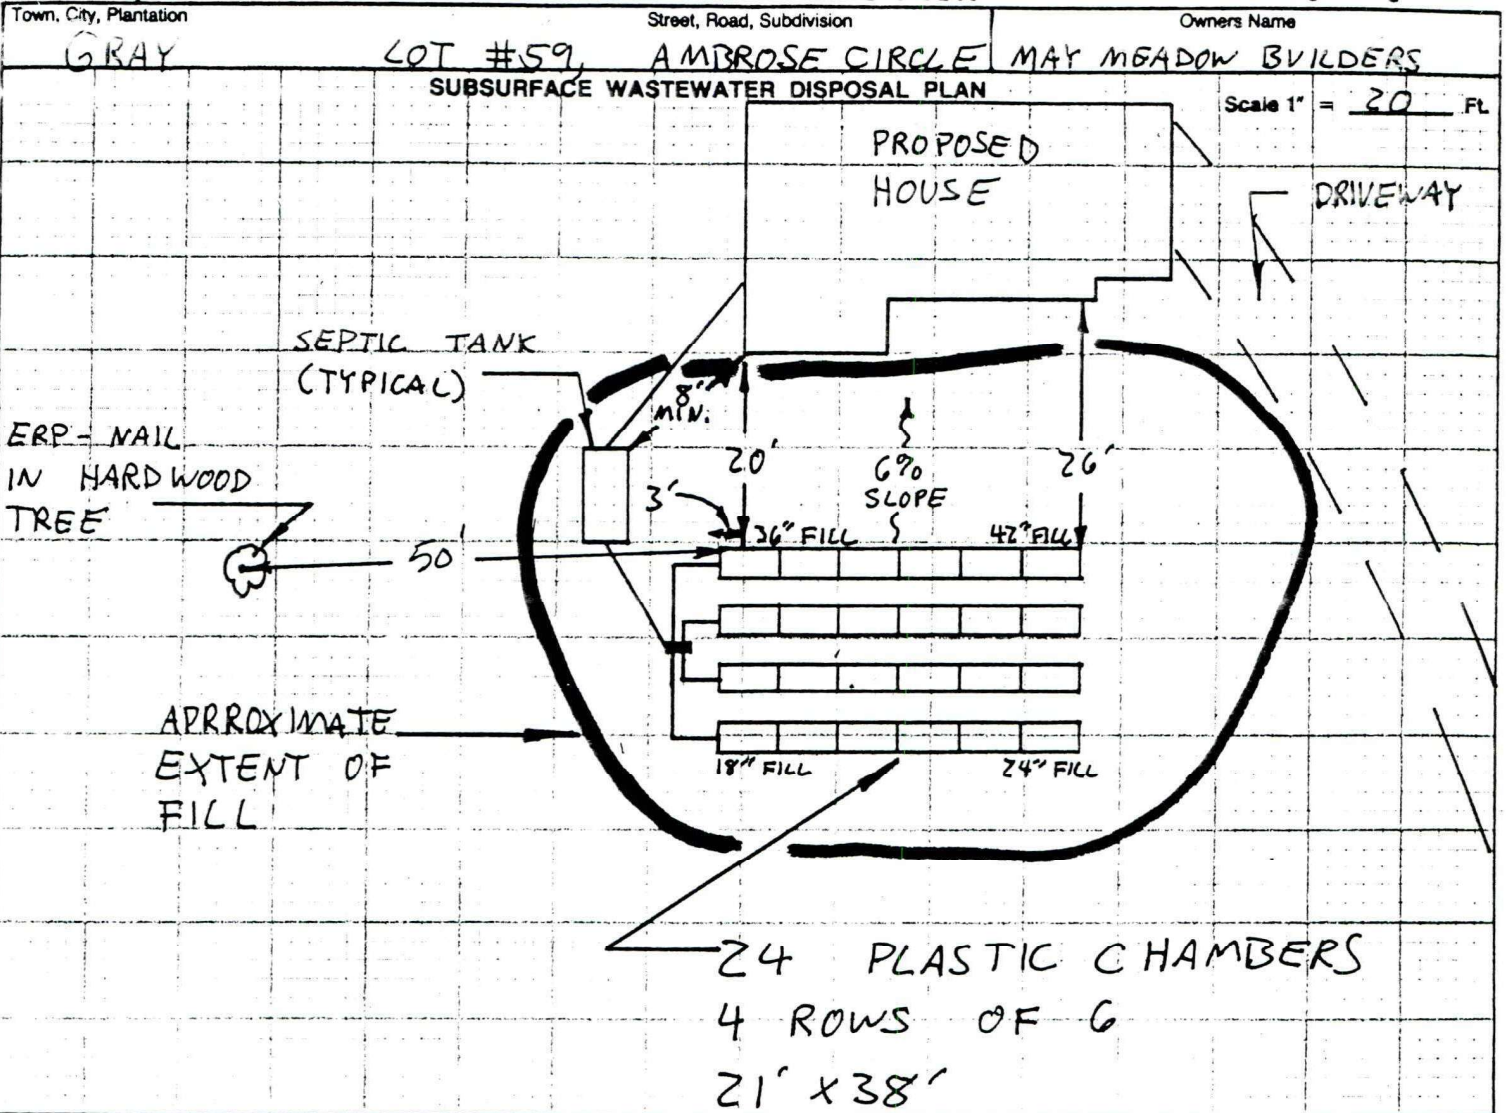 Town, City, Plantation
Street, Road, Subdivision
Owners Name
GRAY
LOT #59, AMBROSE CIRCLE
MAY MEADOW BUILDERS
SUBSURFACE WASTEWATER DISPOSAL PLAN
Scale 1" = 20 Ft.
PROPOSED
HOUSE
DRIVEWAY
SEPTIC TANK
(TYPICAL)
8'
MIN.
ERP - NAIL
IN HARDWOOD
TREE
20'
6%
SLOPE
26'
3'
36" FILL
42" FILL
50'
APRROXIMATE
EXTENT OF
FILL
18" FILL
24" FILL
24 PLASTIC CHAMBERS
4 ROWS OF 6
21' X 38'